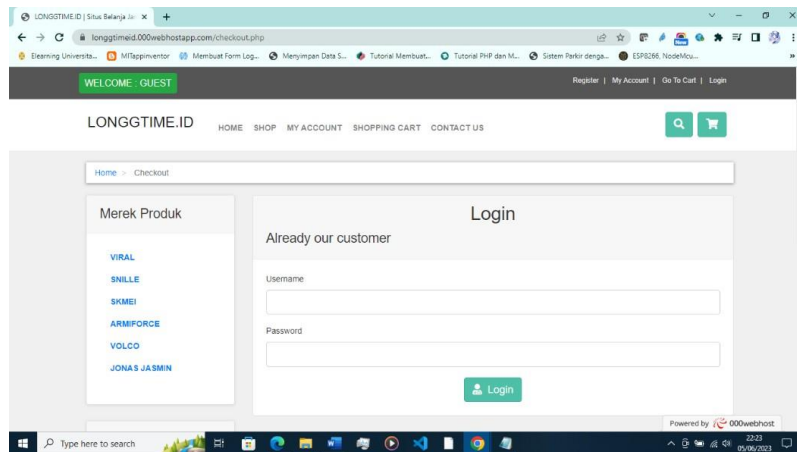 LONGGTIME.ID | Situs Belanja Ja
longgtimeid.000webhostapp.com/checkout.php
Elearning Universita... MITappinventor Membuat Form Log... Menyimpan Data S... Tutorial Membuat,... Tutorial PHP dan M... Sistem Parkir denga... ESP8266, NodeMcu...
WELCOME : GUEST Register | My Account | Go To Cart | Login
LONGGTIME.ID HOME SHOP MY ACCOUNT SHOPPING CART CONTACT US
Home > Checkout
Merek Produk
VIRAL
SNILLE
SKMEI
ARMIFORCE
VOLCO
JONAS JASMIN
Login
Already our customer
Username
Password
Login
Powered by 000webhost
Type here to search
22:23
05/06/2023